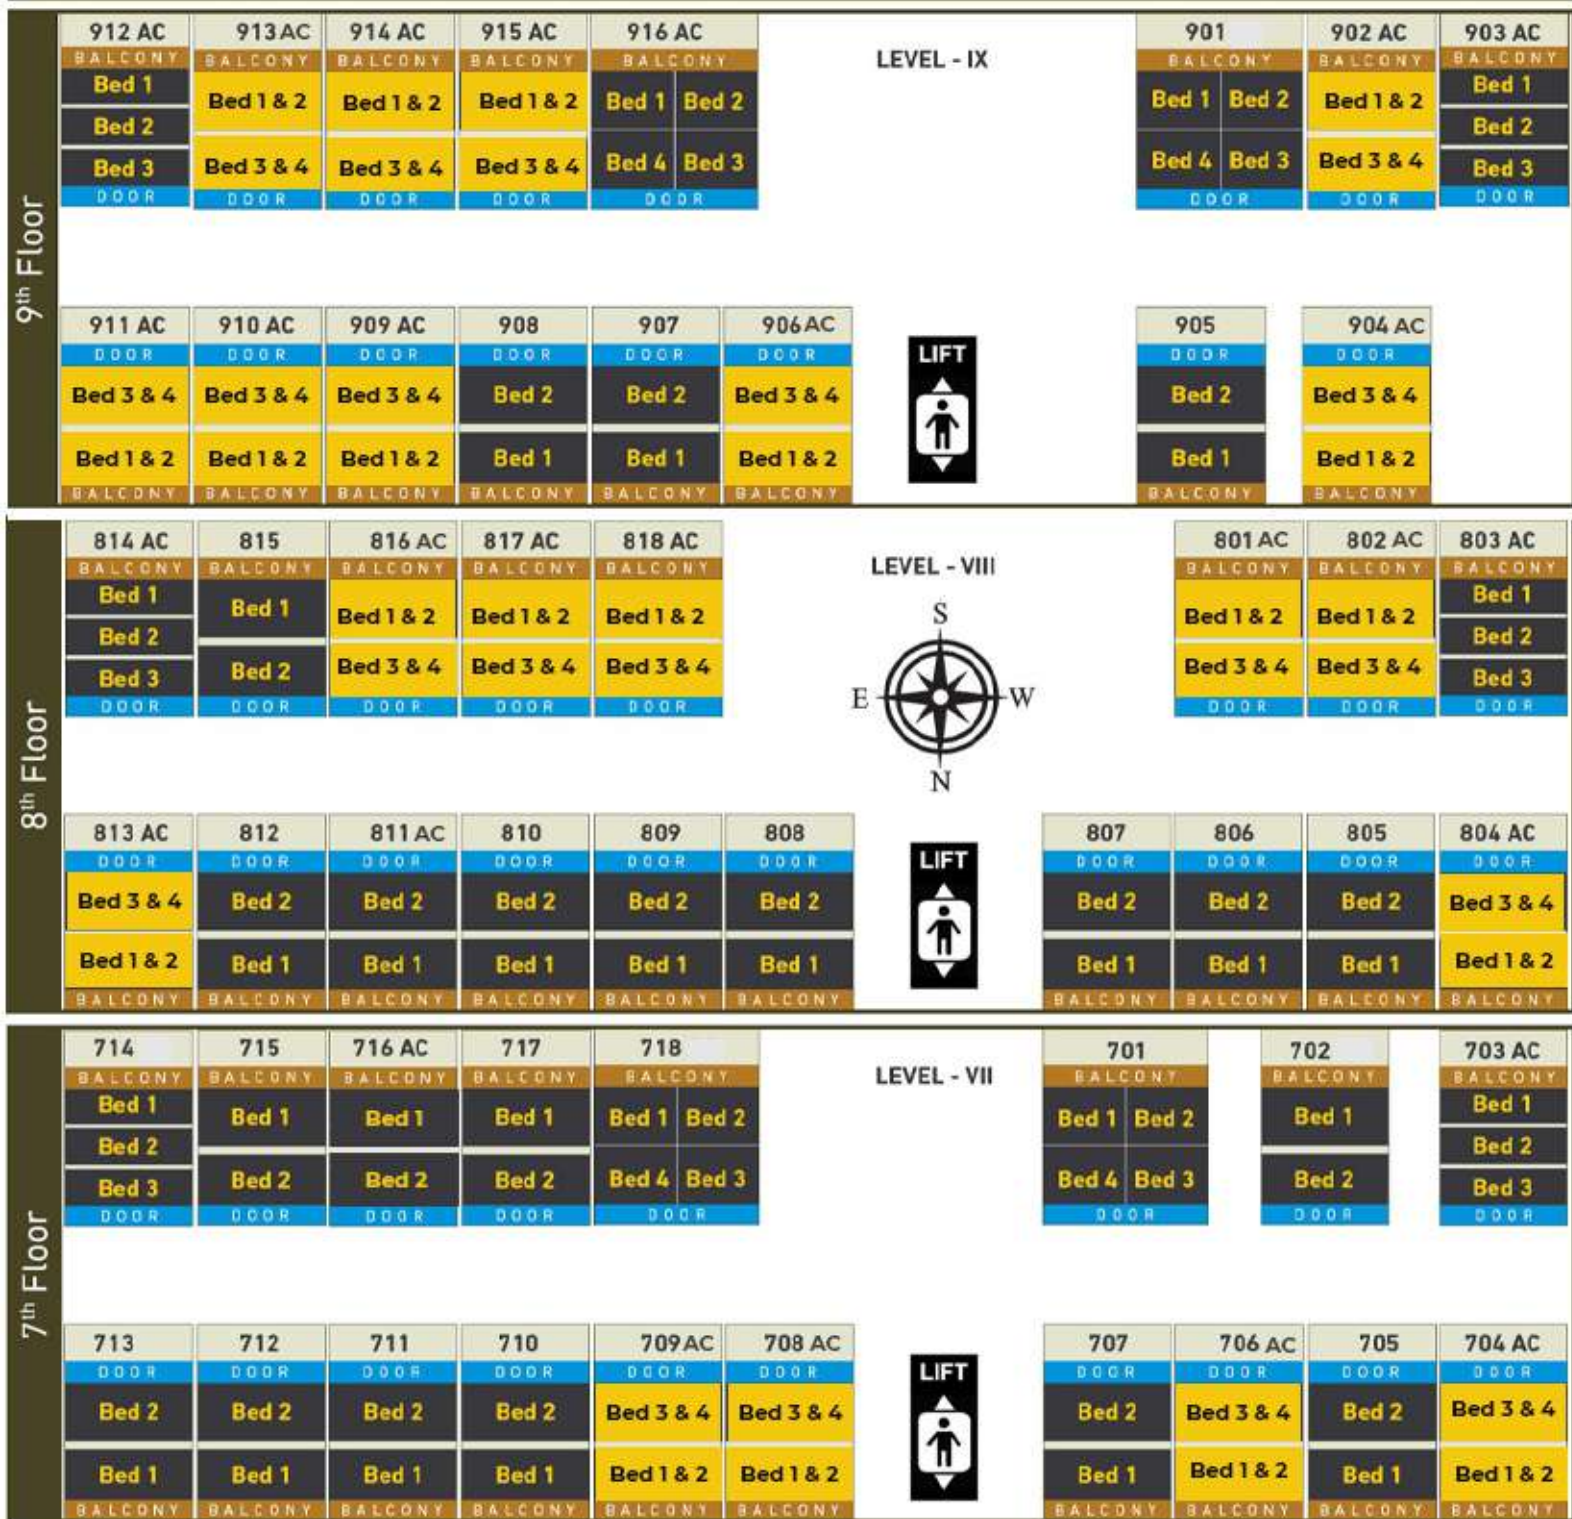 912 AC 913 AC 914 AC 915 AC 916 AC LEVEL - IX 901 902 AC 903 AC
BALCONY BALCONY BALCONY BALCONY BALCONY BALCONY BALCONY BALCONY
Bed 1 Bed 1 & 2 Bed 1 & 2 Bed 1 & 2 Bed 1 Bed 2 Bed 1 Bed 2 Bed 1 & 2 Bed 1
Bed 2 Bed 2
Bed 3 Bed 3 & 4 Bed 3 & 4 Bed 3 & 4 Bed 4 Bed 3 Bed 4 Bed 3 Bed 3 & 4 Bed 3
DOOR DOOR DOOR DOOR DOOR DOOR DOOR DOOR
9th Floor
911 AC 910 AC 909 AC 908 907 906 AC 905 904 AC
DOOR DOOR DOOR DOOR DOOR DOOR LIFT DOOR DOOR
Bed 3 & 4 Bed 3 & 4 Bed 3 & 4 Bed 2 Bed 2 Bed 3 & 4 Bed 2 Bed 3 & 4
Bed 1 & 2 Bed 1 & 2 Bed 1 & 2 Bed 1 Bed 1 Bed 1 & 2 Bed 1 Bed 1 & 2
BALCONY BALCONY BALCONY BALCONY BALCONY BALCONY BALCONY BALCONY
814 AC 815 816 AC 817 AC 818 AC LEVEL - VIII 801 AC 802 AC 803 AC
BALCONY BALCONY BALCONY BALCONY BALCONY BALCONY BALCONY BALCONY
Bed 1 Bed 1 Bed 1 & 2 Bed 1 & 2 Bed 1 & 2 S Bed 1 & 2 Bed 1 & 2 Bed 1
Bed 2 Bed 2
Bed 3 Bed 2 Bed 3 & 4 Bed 3 & 4 Bed 3 & 4 E W Bed 3 & 4 Bed 3 & 4 Bed 3
DOOR DOOR DOOR DOOR DOOR DOOR DOOR DOOR
N
8th Floor
813 AC 812 811 AC 810 809 808 807 806 805 804 AC
DOOR DOOR DOOR DOOR DOOR DOOR LIFT DOOR DOOR DOOR DOOR
Bed 3 & 4 Bed 2 Bed 2 Bed 2 Bed 2 Bed 2 Bed 2 Bed 2 Bed 2 Bed 3 & 4
Bed 1 & 2 Bed 1 Bed 1 Bed 1 Bed 1 Bed 1 Bed 1 Bed 1 Bed 1 Bed 1 & 2
BALCONY BALCONY BALCONY BALCONY BALCONY BALCONY BALCONY BALCONY BALCONY BALCONY
714 715 716 AC 717 718 LEVEL - VII 701 702 703 AC
BALCONY BALCONY BALCONY BALCONY BALCONY BALCONY BALCONY BALCONY
Bed 1 Bed 1 Bed 1 Bed 1 Bed 1 Bed 2 Bed 1 Bed 2 Bed 1 Bed 1
Bed 2 Bed 2
Bed 3 Bed 2 Bed 2 Bed 2 Bed 4 Bed 3 Bed 4 Bed 3 Bed 2 Bed 3
DOOR DOOR DOOR DOOR DOOR DOOR DOOR DOOR
7th Floor
713 712 711 710 709 AC 708 AC 707 706 AC 705 704 AC
DOOR DOOR DOOR DOOR DOOR DOOR LIFT DOOR DOOR DOOR DOOR
Bed 2 Bed 2 Bed 2 Bed 2 Bed 3 & 4 Bed 3 & 4 Bed 2 Bed 3 & 4 Bed 2 Bed 3 & 4
Bed 1 Bed 1 Bed 1 Bed 1 Bed 1 & 2 Bed 1 & 2 Bed 1 Bed 1 & 2 Bed 1 Bed 1 & 2
BALCONY BALCONY BALCONY BALCONY BALCONY BALCONY BALCONY BALCONY BALCONY BALCONY